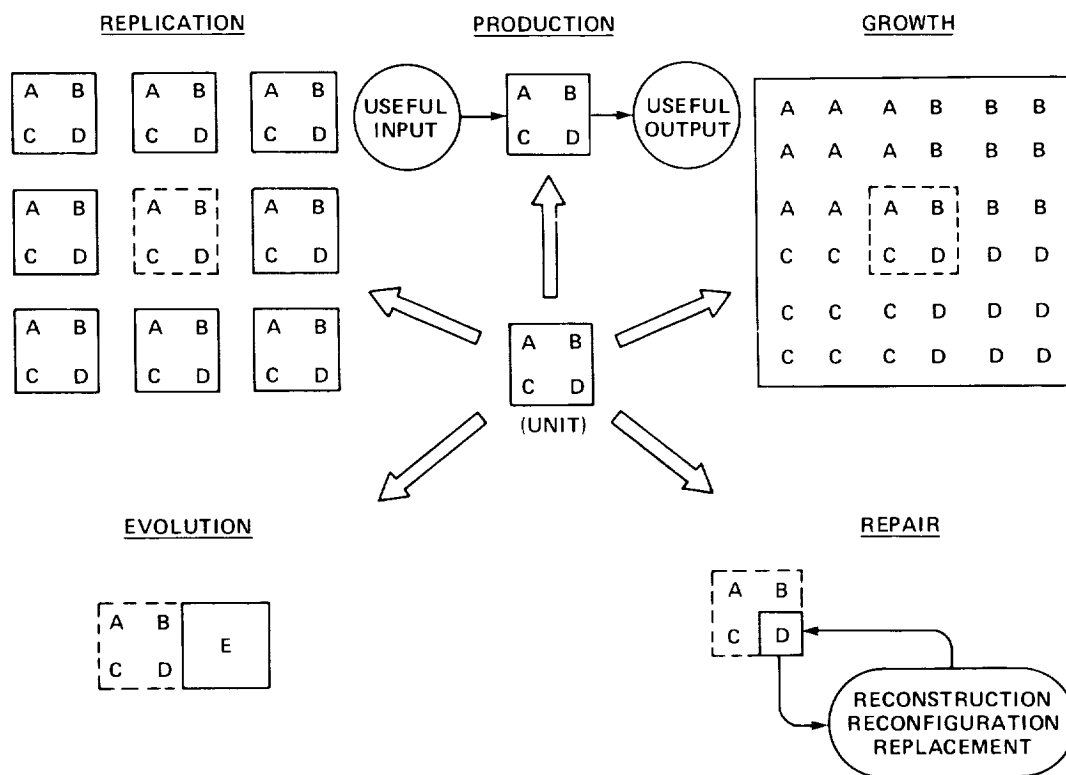 REPLICATION
A B A B A B
C D C D C D
A B A B A B
C D C D C D
A B A B A B
C D C D C D
PRODUCTION
USEFUL
INPUT
A B
C D
USEFUL
OUTPUT
GROWTH
A A A B B B
A A A B B B
A A A B B B
C C C D D D
C C C D D D
C C C D D D
A B
C D
(UNIT)
EVOLUTION
A B
C D
E
REPAIR
A B
C D
RECONSTRUCTION
RECONFIGURATION
REPLACEMENT